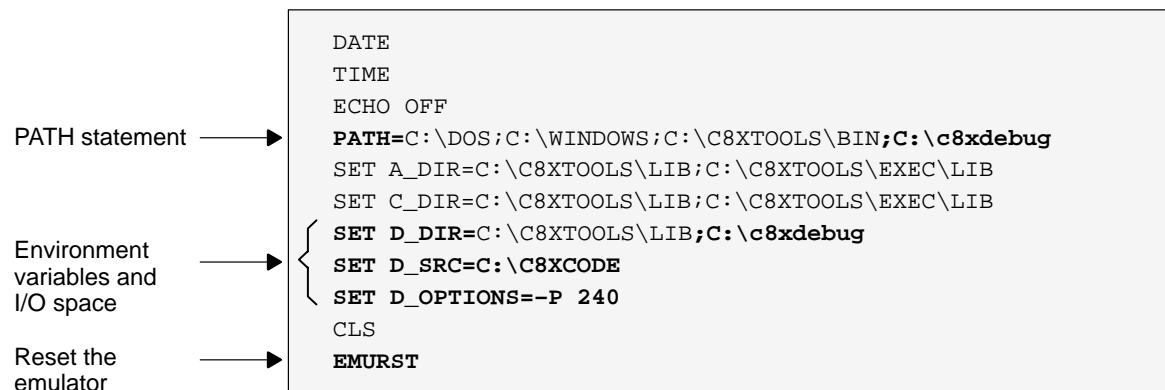 DATE
TIME
ECHO OFF
PATH statement
PATH=C:\DOS;C:\WINDOWS;C:\C8XTOOLS\BIN;C:\c8xdebug
SET A_DIR=C:\C8XTOOLS\LIB;C:\C8XTOOLS\EXEC\LIB
SET C_DIR=C:\C8XTOOLS\LIB;C:\C8XTOOLS\EXEC\LIB
Environment
variables and
I/O space
SET D_DIR=C:\C8XTOOLS\LIB;C:\c8xdebug
SET D_SRC=C:\C8XCODE
SET D_OPTIONS=–P 240
CLS
Reset the
emulator
EMURST